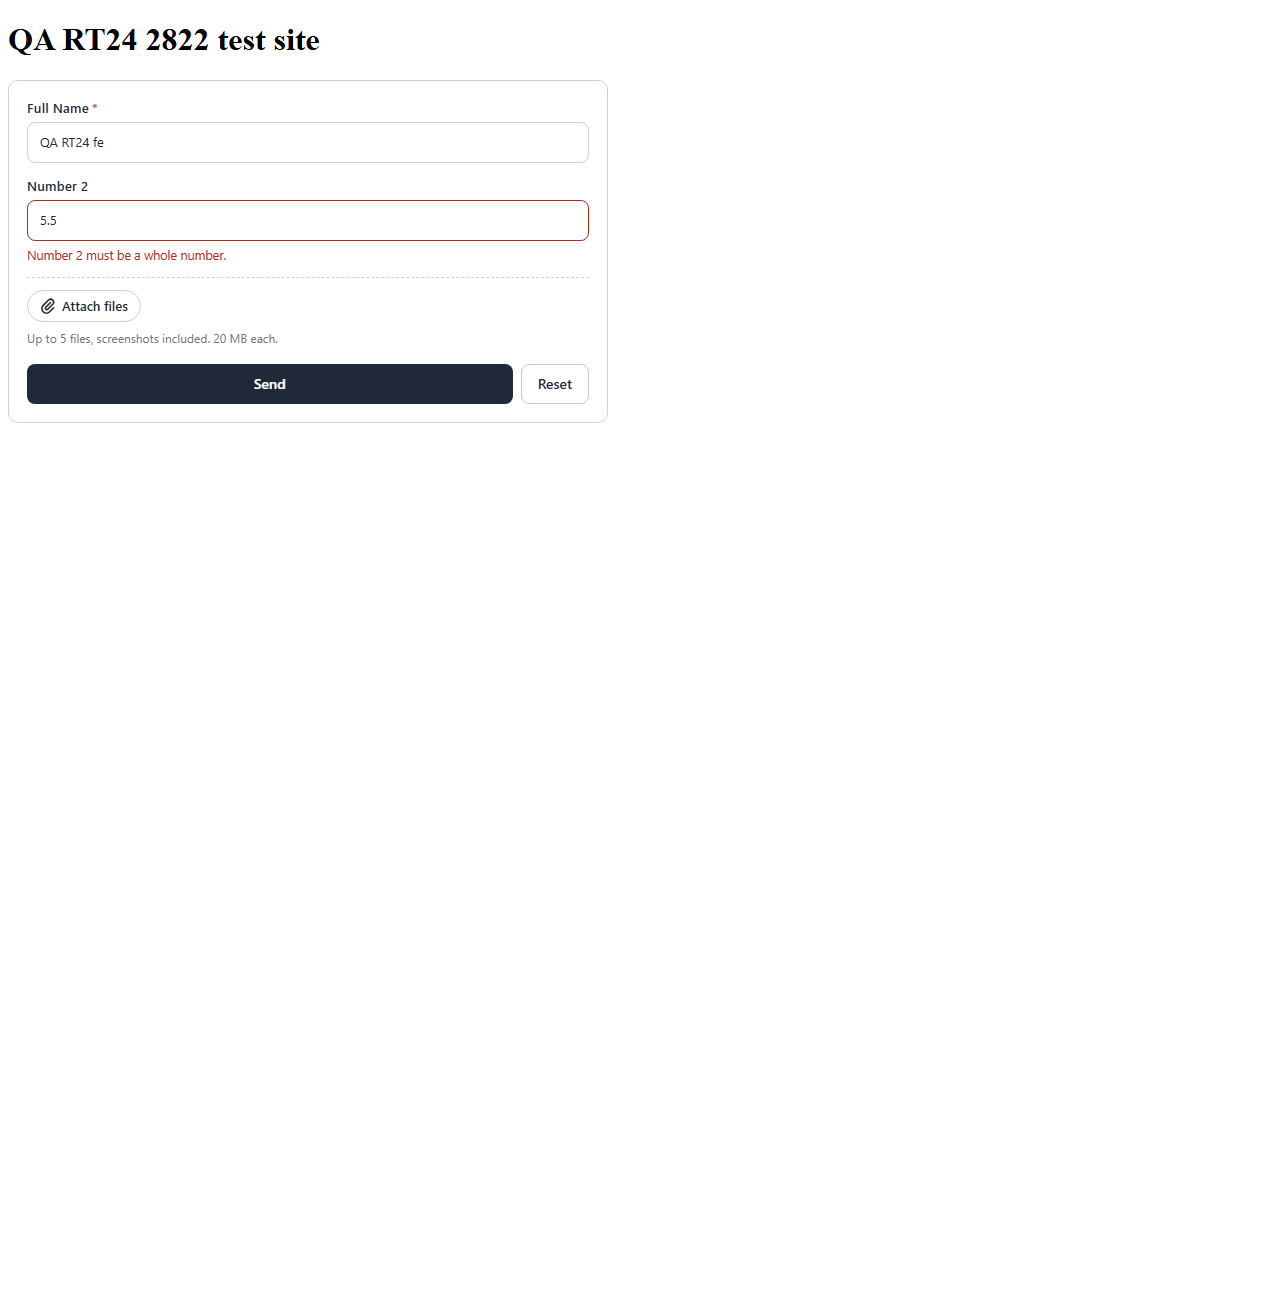 QA RT24 2822 test site
Full Name *
QA RT24 fe
Number 2
5.5
Number 2 must be a whole number.
Attach files
Up to 5 files, screenshots included. 20 MB each.
Send
Reset